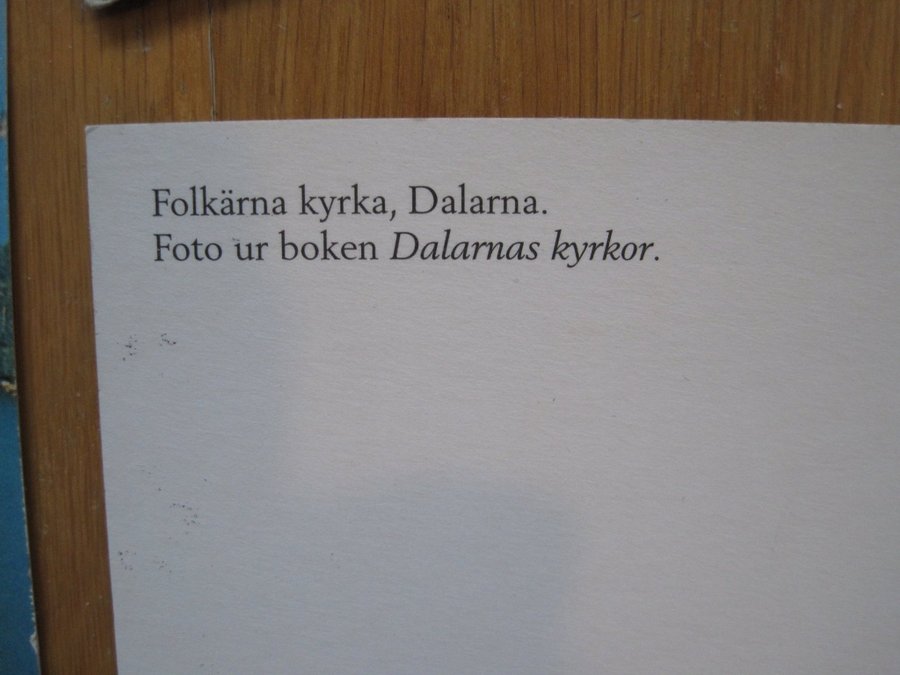 Folkärna kyrka, Dalarna.
Foto ur boken Dalarnas kyrkor.